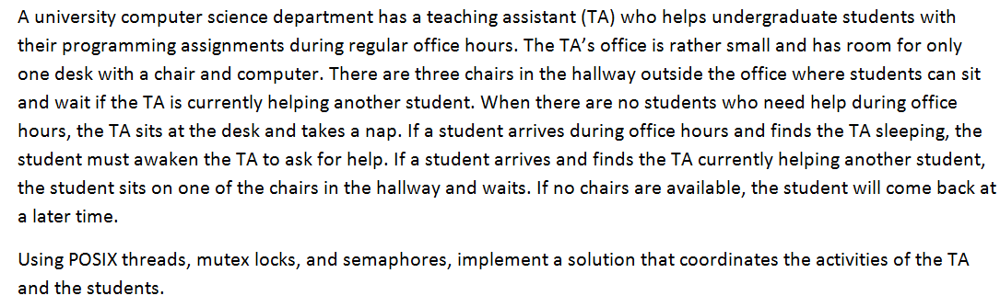 A university computer science department has a teaching assistant (TA) who helps undergraduate students with
their programming assignments during regular office hours. The TA’s office is rather small and has room for only
one desk with a chair and computer. There are three chairs in the hallway outside the office where students can sit
and wait if the TA is currently helping another student. When there are no students who need help during office
hours, the TA sits at the desk and takes a nap. If a student arrives during office hours and finds the TA sleeping, the
student must awaken the TA to ask for help. If a student arrives and finds the TA currently helping another student,
the student sits on one of the chairs in the hallway and waits. If no chairs are available, the student will come back at
a later time.
Using POSIX threads, mutex locks, and semaphores, implement a solution that coordinates the activities of the TA
and the students.